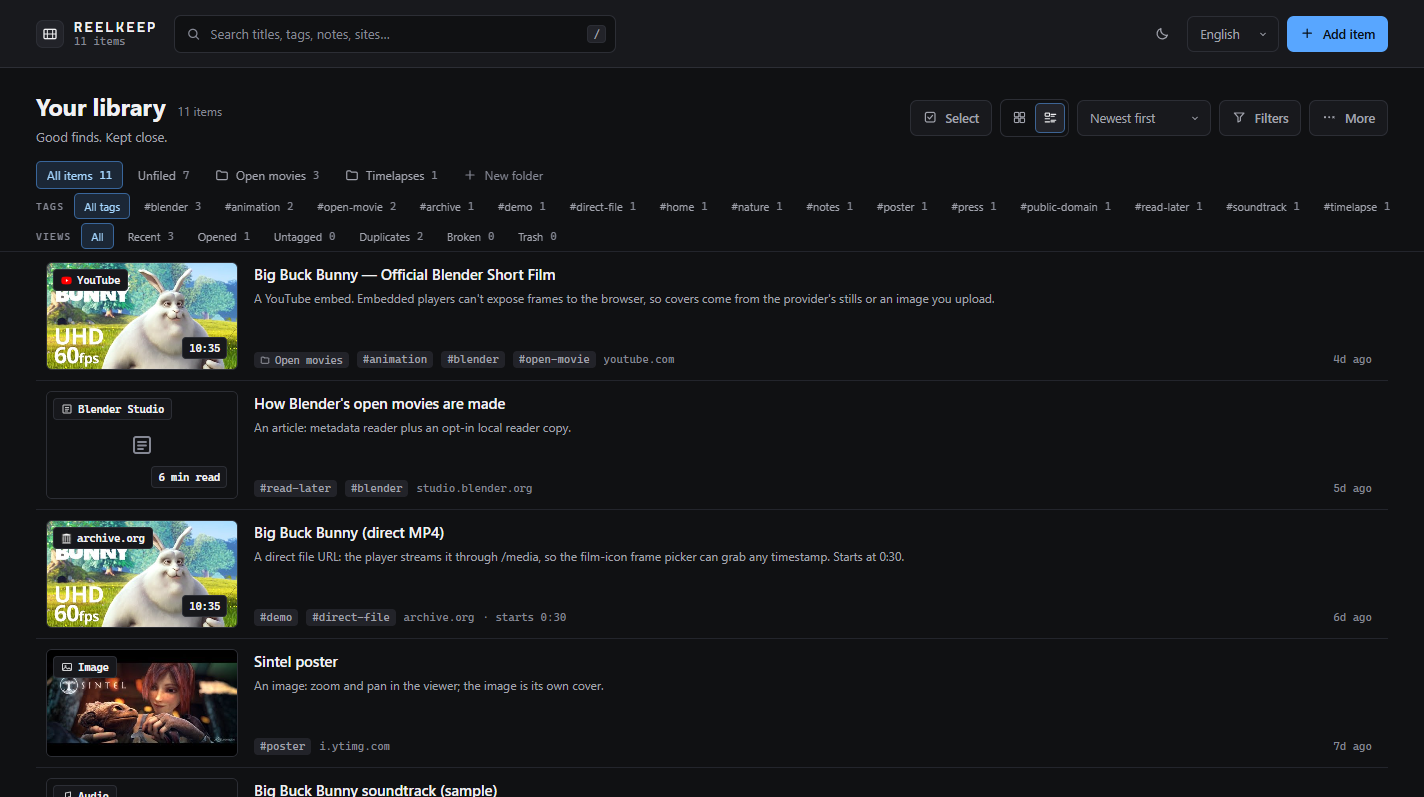 REELKEEP
11 items
Search titles, tags, notes, sites...
/
English
+ Add item
Your library 11 items
Good finds. Kept close.
Select
Newest first
Filters
More
All items 11 Unfiled 7 Open movies 3 Timelapses 1 + New folder
TAGS All tags #blender 3 #animation 2 #open-movie 2 #archive 1 #demo 1 #direct-file 1 #home 1 #nature 1 #notes 1 #poster 1 #press 1 #public-domain 1 #read-later 1 #soundtrack 1 #timelapse 1
VIEWS All Recent 3 Opened 1 Untagged 0 Duplicates 2 Broken 0 Trash 0
YouTube
BUNNY
UHD
60fps
10:35
Big Buck Bunny — Official Blender Short Film
A YouTube embed. Embedded players can't expose frames to the browser, so covers come from the provider's stills or an image you upload.
Open movies #animation #blender #open-movie youtube.com
4d ago
Blender Studio
6 min read
How Blender's open movies are made
An article: metadata reader plus an opt-in local reader copy.
#read-later #blender studio.blender.org
5d ago
archive.org
BUNNY
UHD
60fps
10:35
Big Buck Bunny (direct MP4)
A direct file URL: the player streams it through /media, so the film-icon frame picker can grab any timestamp. Starts at 0:30.
#demo #direct-file archive.org · starts 0:30
6d ago
Image
SINTEL
Sintel poster
An image: zoom and pan in the viewer; the image is its own cover.
#poster i.ytimg.com
7d ago
Audio
Big Buck Bunny soundtrack (sample)